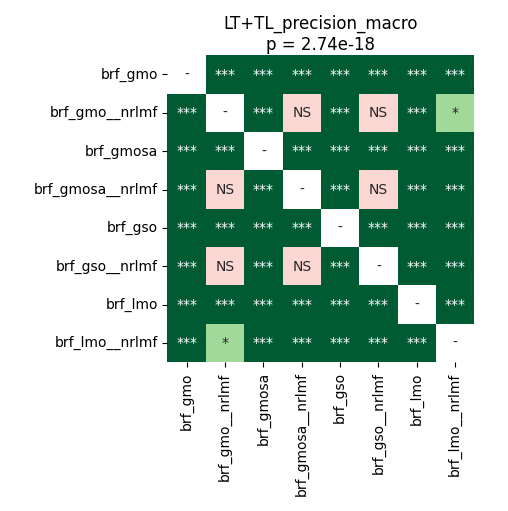 LT+TL_precision_macro
p = 2.74e-18
brf_gmo - *** *** *** *** *** *** ***
brf_gmo__nrlmf *** - *** NS *** NS *** *
brf_gmosa *** *** - *** *** *** *** ***
brf_gmosa__nrlmf *** NS *** - *** NS *** ***
brf_gso *** *** *** *** - *** *** ***
brf_gso__nrlmf *** NS *** NS *** - *** ***
brf_lmo *** *** *** *** *** *** - ***
brf_lmo__nrlmf *** * *** *** *** *** *** -
brf_gmo
brf_gmo__nrlmf
brf_gmosa
brf_gmosa__nrlmf
brf_gso
brf_gso__nrlmf
brf_lmo
brf_lmo__nrlmf